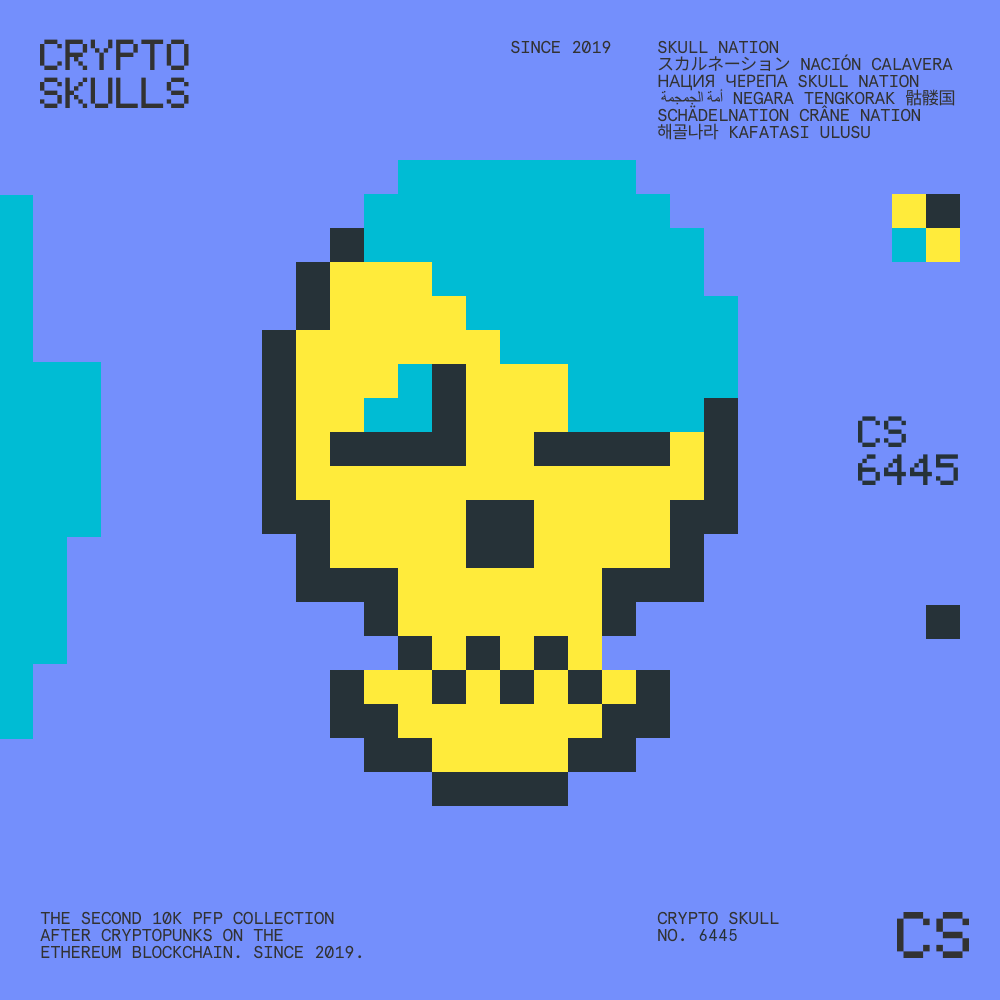 CRYPTO
SKULLS
SINCE 2019
SKULL NATION
スカルネーション NACIÓN CALAVERA
НАЦИЯ ЧЕРЕПА SKULL NATION
أمة الجمجمة NEGARA TENGKORAK 骷髅国
SCHÄDELNATION CRÂNE NATION
해골나라 KAFATASI ULUSU
CS
6445
THE SECOND 10K PFP COLLECTION
AFTER CRYPTOPUNKS ON THE
ETHEREUM BLOCKCHAIN. SINCE 2019.
CRYPTO SKULL
NO. 6445
CS